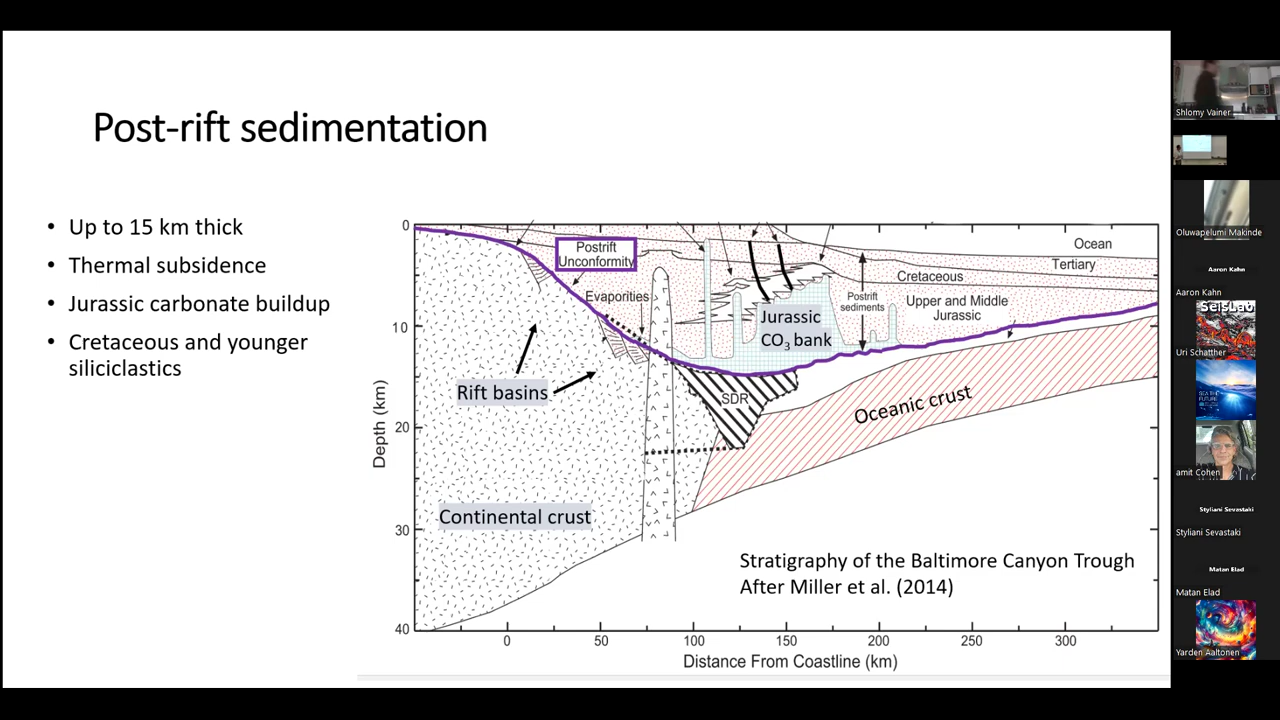 Post-rift sedimentation
• Up to 15 km thick
• Thermal subsidence
• Jurassic carbonate buildup
• Cretaceous and younger
siliciclastics
0
10
20
30
40
Depth (km)
Postrift
Unconformity
Evaporities
Rift basins
Continental crust
SDR
Jurassic
CO3 bank
Postrift
sediments
Ocean
Tertiary
Cretaceous
Upper and Middle
Jurassic
Oceanic crust
Stratigraphy of the Baltimore Canyon Trough
After Miller et al. (2014)
0
50
100
150
200
250
300
Distance From Coastline (km)
Shlomy Vainer
Oluwapelumi Makinde
Aaron Kahn
Aaron Kahn
SeisLab
Uri Schattner
SEA THE
FUTURE
amit Cohen
Styliani Sevastaki
Styliani Sevastaki
Matan Elad
Matan Elad
Yarden Aaltonen